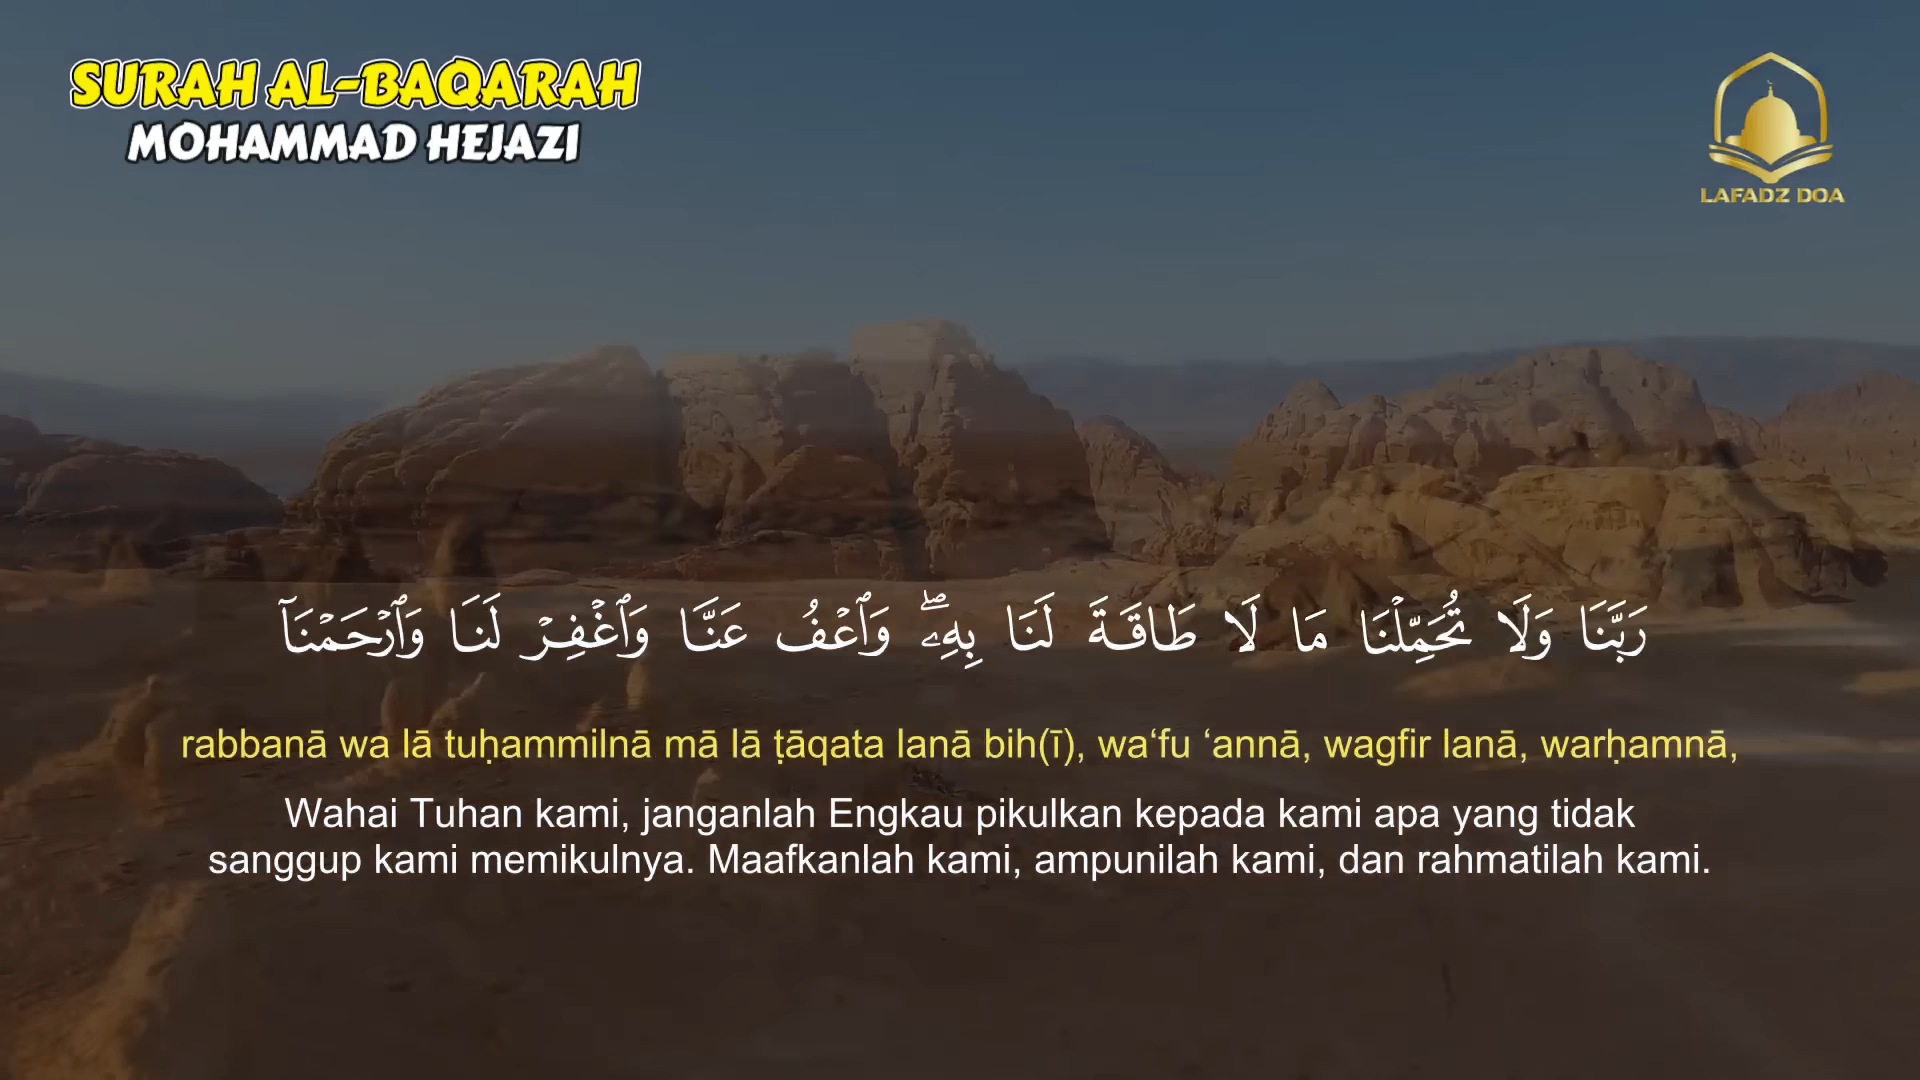 SURAH AL-BAQARAH
MOHAMMAD HEJAZI
LAFADZ DOA
رَبَّنَا وَلَا تُحَمِّلْنَا مَا لَا طَاقَةَ لَنَا بِهِۦۖ وَٱعْفُ عَنَّا وَٱغْفِرْ لَنَا وَٱرْحَمْنَآ
rabbanā wa lā tuḥammilnā mā lā ṭāqata lanā bih(ī), wa‘fu ‘annā, wagfir lanā, warḥamnā,
Wahai Tuhan kami, janganlah Engkau pikulkan kepada kami apa yang tidak
sanggup kami memikulnya. Maafkanlah kami, ampunilah kami, dan rahmatilah kami.